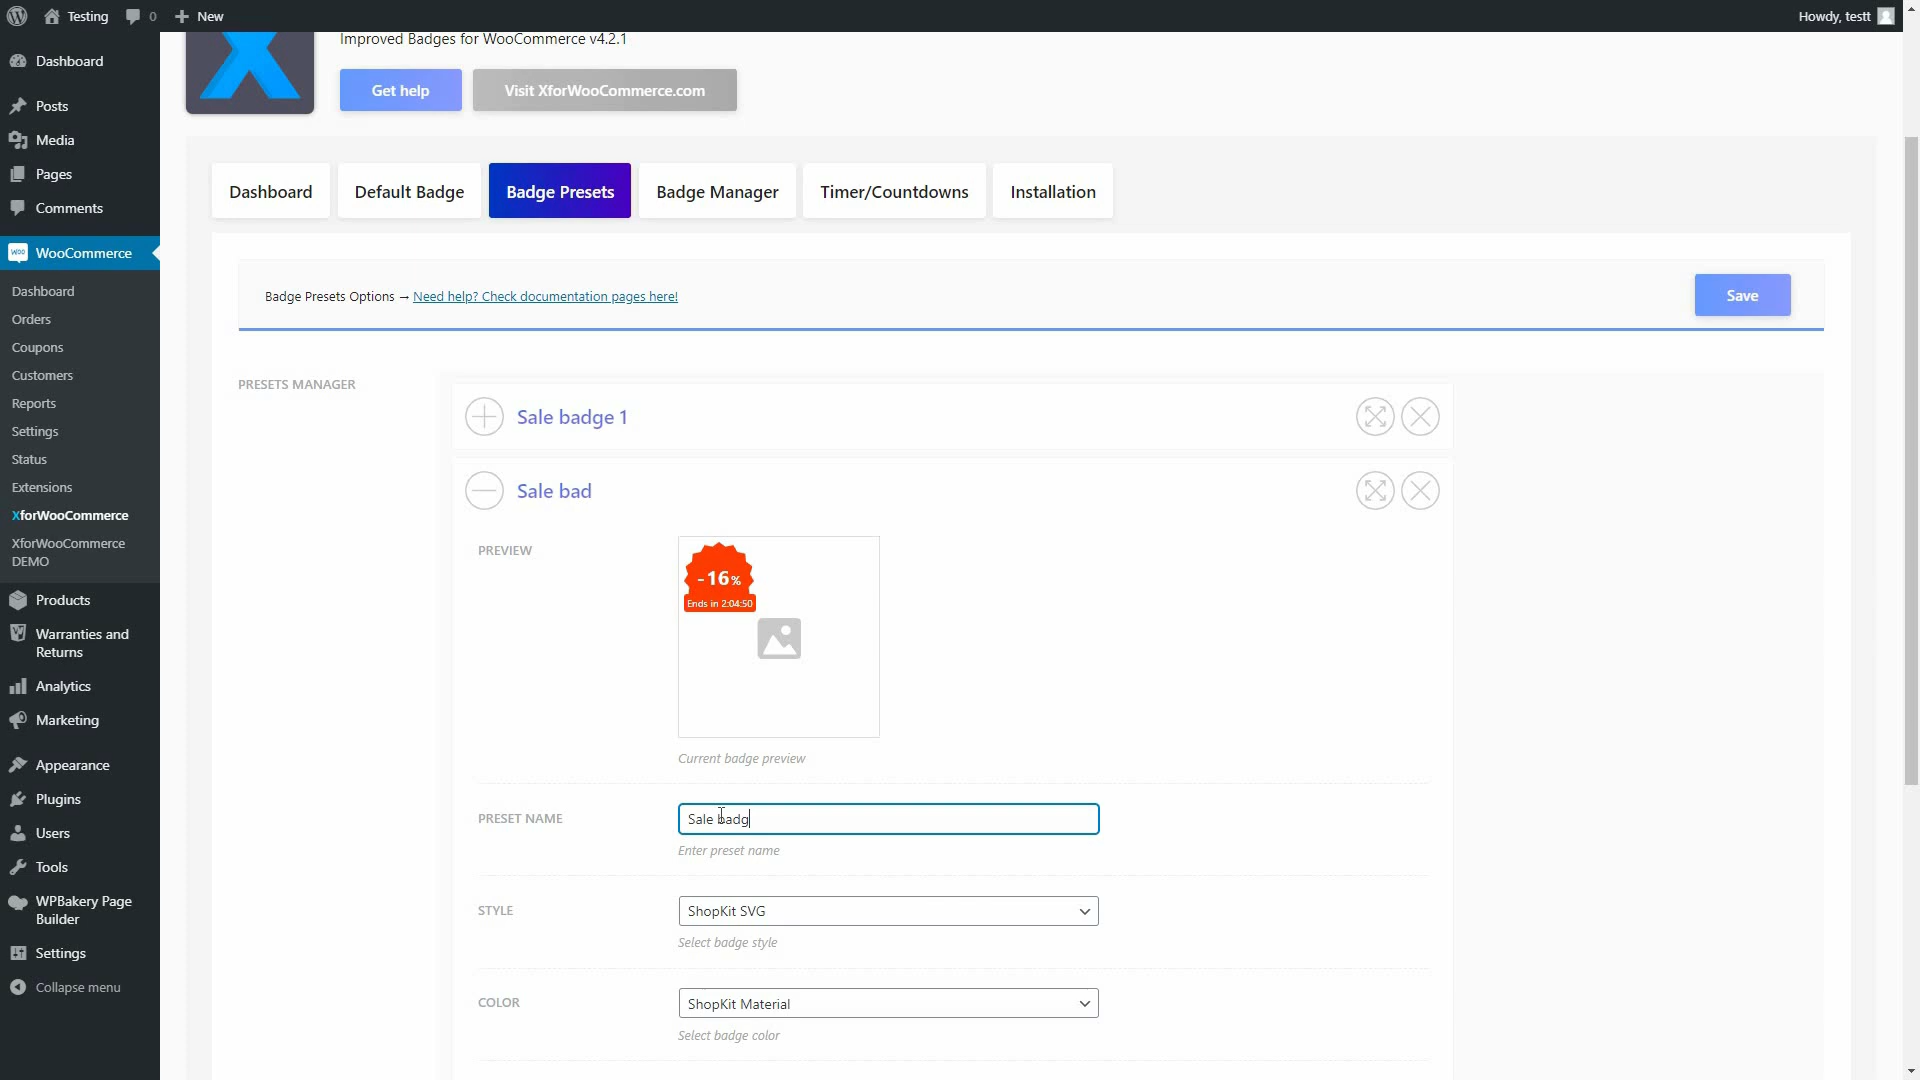 Testing
0
New
Howdy, testt
Dashboard
Posts
Media
Pages
Comments
WooCommerce
Dashboard
Orders
Coupons
Customers
Reports
Settings
Status
Extensions
XforWooCommerce
XforWooCommerce
DEMO
Products
Warranties and
Returns
Analytics
Marketing
Appearance
Plugins
Users
Tools
WPBakery Page
Builder
Settings
Collapse menu
Improved Badges for WooCommerce v4.2.1
Get help
Visit XforWooCommerce.com
Dashboard
Default Badge
Badge Presets
Badge Manager
Timer/Countdowns
Installation
Badge Presets Options → Need help? Check documentation pages here!
Save
PRESETS MANAGER
Sale badge 1
Sale bad
PREVIEW
-16%
Ends in 2:04:50
Current badge preview
PRESET NAME
Sale badg
Enter preset name
STYLE
ShopKit SVG
Select badge style
COLOR
ShopKit Material
Select badge color